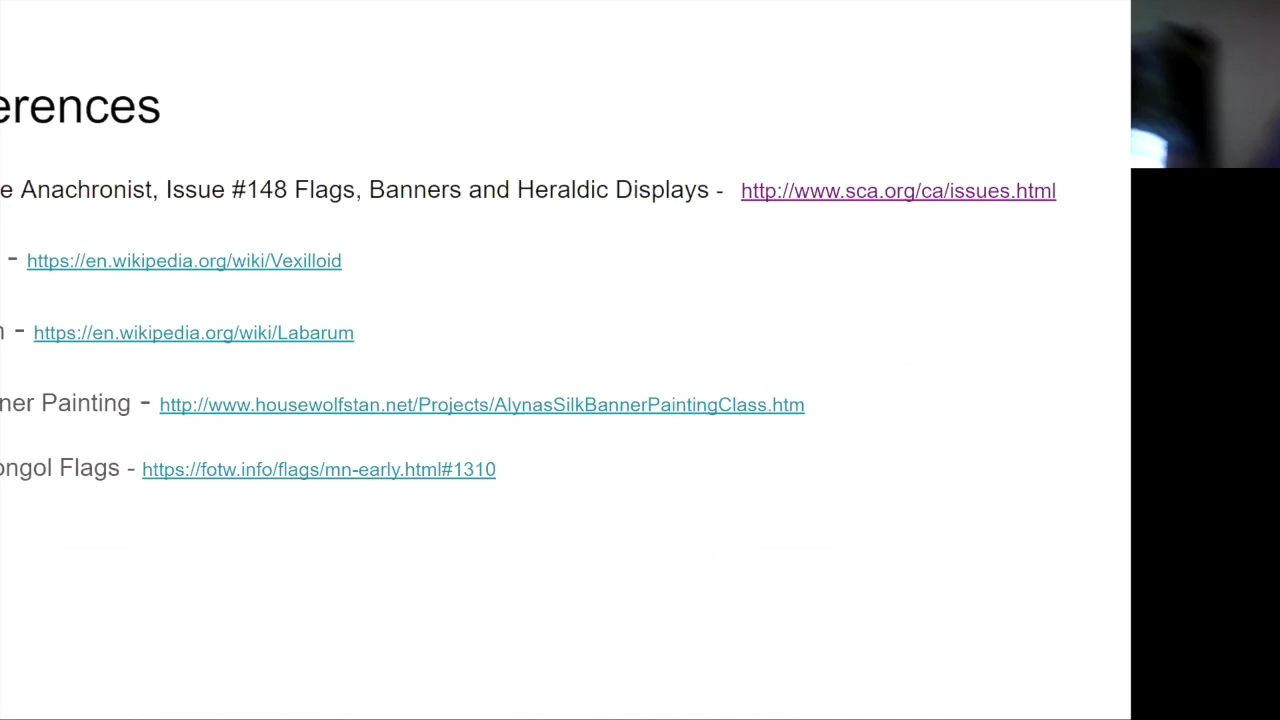 erences
e Anachronist, Issue #148 Flags, Banners and Heraldic Displays - http://www.sca.org/ca/issues.html
- https://en.wikipedia.org/wiki/Vexilloid
n - https://en.wikipedia.org/wiki/Labarum
ner Painting - http://www.housewolfstan.net/Projects/AlynasSilkBannerPaintingClass.htm
ongol Flags - https://fotw.info/flags/mn-early.html#1310